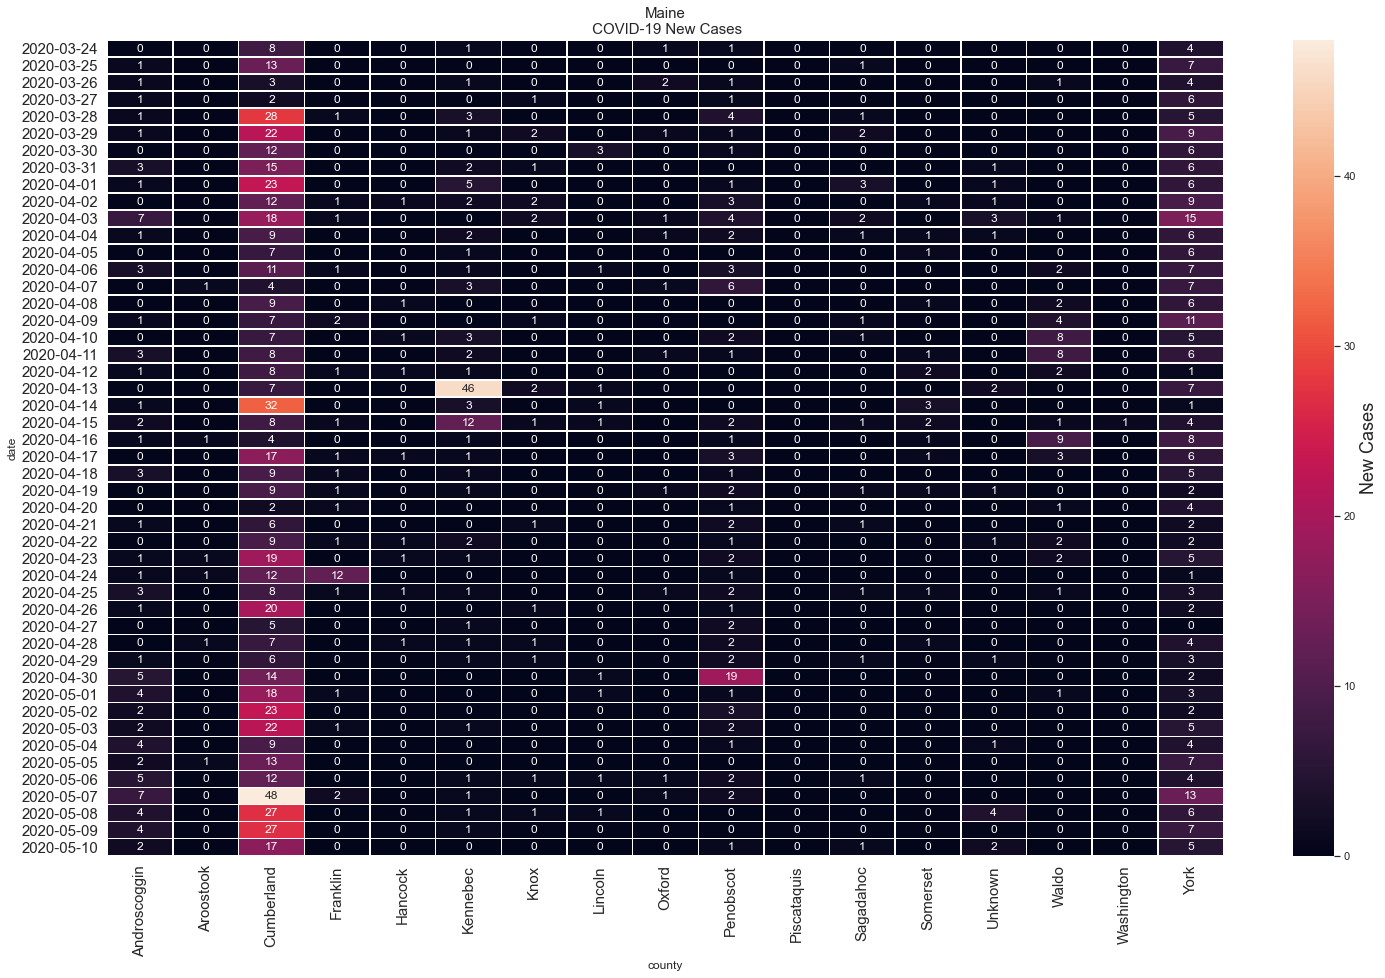 Maine
COVID-19 New Cases
2020-03-24 0 0 8 0 0 1 0 0 1 1 0 0 0 0 0 0 4
2020-03-25 1 0 13 0 0 0 0 0 0 0 0 1 0 0 0 0 7
2020-03-26 1 0 3 0 0 1 0 0 2 1 0 0 0 0 1 0 4
2020-03-27 1 0 2 0 0 0 1 0 0 1 0 0 0 0 0 0 6
2020-03-28 1 0 28 1 0 3 0 0 0 4 0 1 0 0 0 0 5
2020-03-29 1 0 22 0 0 1 2 0 1 1 0 2 0 0 0 0 9
2020-03-30 0 0 12 0 0 0 0 3 0 1 0 0 0 0 0 0 6
2020-03-31 3 0 15 0 0 2 1 0 0 0 0 0 0 1 0 0 6
2020-04-01 1 0 23 0 0 5 0 0 0 1 0 3 0 1 0 0 6
2020-04-02 0 0 12 1 1 2 2 0 0 3 0 0 1 1 0 0 9
2020-04-03 7 0 18 1 0 0 2 0 1 4 0 2 0 3 1 0 15
2020-04-04 1 0 9 0 0 2 0 0 1 2 0 1 1 1 0 0 6
2020-04-05 0 0 7 0 0 1 0 0 0 0 0 0 1 0 0 0 6
2020-04-06 3 0 11 1 0 1 0 1 0 3 0 0 0 0 2 0 7
2020-04-07 0 1 4 0 0 3 0 0 1 6 0 0 0 0 0 0 7
2020-04-08 0 0 9 0 1 0 0 0 0 0 0 0 1 0 2 0 6
2020-04-09 1 0 7 2 0 0 1 0 0 0 0 1 0 0 4 0 11
2020-04-10 0 0 7 0 1 3 0 0 0 2 0 1 0 0 8 0 5
2020-04-11 3 0 8 0 0 2 0 0 1 1 0 0 1 0 8 0 6
2020-04-12 1 0 8 1 1 1 0 0 0 0 0 0 2 0 2 0 1
2020-04-13 0 0 7 0 0 46 2 1 0 0 0 0 0 2 0 0 7
2020-04-14 1 0 32 0 0 3 0 1 0 0 0 0 3 0 0 0 1
2020-04-15 2 0 8 1 0 12 1 1 0 2 0 1 2 0 1 1 4
2020-04-16 1 1 4 0 0 1 0 0 0 1 0 0 1 0 9 0 8
2020-04-17 0 0 17 1 1 1 0 0 0 3 0 0 1 0 3 0 6
2020-04-18 3 0 9 1 0 1 0 0 0 1 0 0 0 0 0 0 5
2020-04-19 0 0 9 1 0 1 0 0 1 2 0 1 1 1 0 0 2
2020-04-20 0 0 2 1 0 0 0 0 0 1 0 0 0 0 1 0 4
2020-04-21 1 0 6 0 0 0 1 0 0 2 0 1 0 0 0 0 2
2020-04-22 0 0 9 1 1 2 0 0 0 1 0 0 0 1 2 0 2
2020-04-23 1 1 19 0 1 1 0 0 0 2 0 0 0 0 2 0 5
2020-04-24 1 1 12 12 0 0 0 0 0 1 0 0 0 0 0 0 1
2020-04-25 3 0 8 1 1 1 0 0 1 2 0 1 1 0 1 0 3
2020-04-26 1 0 20 0 0 0 1 0 0 1 0 0 0 0 0 0 2
2020-04-27 0 0 5 0 0 1 0 0 0 2 0 0 0 0 0 0 0
2020-04-28 0 1 7 0 1 1 1 0 0 2 0 0 1 0 0 0 4
2020-04-29 1 0 6 0 0 1 1 0 0 2 0 1 0 1 0 0 3
2020-04-30 5 0 14 0 0 0 0 1 0 19 0 0 0 0 0 0 2
2020-05-01 4 0 18 1 0 0 0 1 0 1 0 0 0 0 1 0 3
2020-05-02 2 0 23 0 0 0 0 0 0 3 0 0 0 0 0 0 2
2020-05-03 2 0 22 1 0 1 0 0 0 2 0 0 0 0 0 0 5
2020-05-04 4 0 9 0 0 0 0 0 0 1 0 0 0 1 0 0 4
2020-05-05 2 1 13 0 0 0 0 0 0 0 0 0 0 0 0 0 7
2020-05-06 5 0 12 0 0 1 1 1 1 2 0 1 0 0 0 0 4
2020-05-07 7 0 48 2 0 1 0 0 1 2 0 0 0 0 0 0 13
2020-05-08 4 0 27 0 0 1 1 1 0 0 0 0 0 4 0 0 6
2020-05-09 4 0 27 0 0 1 0 0 0 0 0 0 0 0 0 0 7
2020-05-10 2 0 17 0 0 0 0 0 0 1 0 1 0 2 0 0 5
date
Androscoggin Aroostook Cumberland Franklin Hancock Kennebec Knox Lincoln Oxford Penobscot Piscataquis Sagadahoc Somerset Unknown Waldo Washington York
county
40
30
20
10
0
New Cases